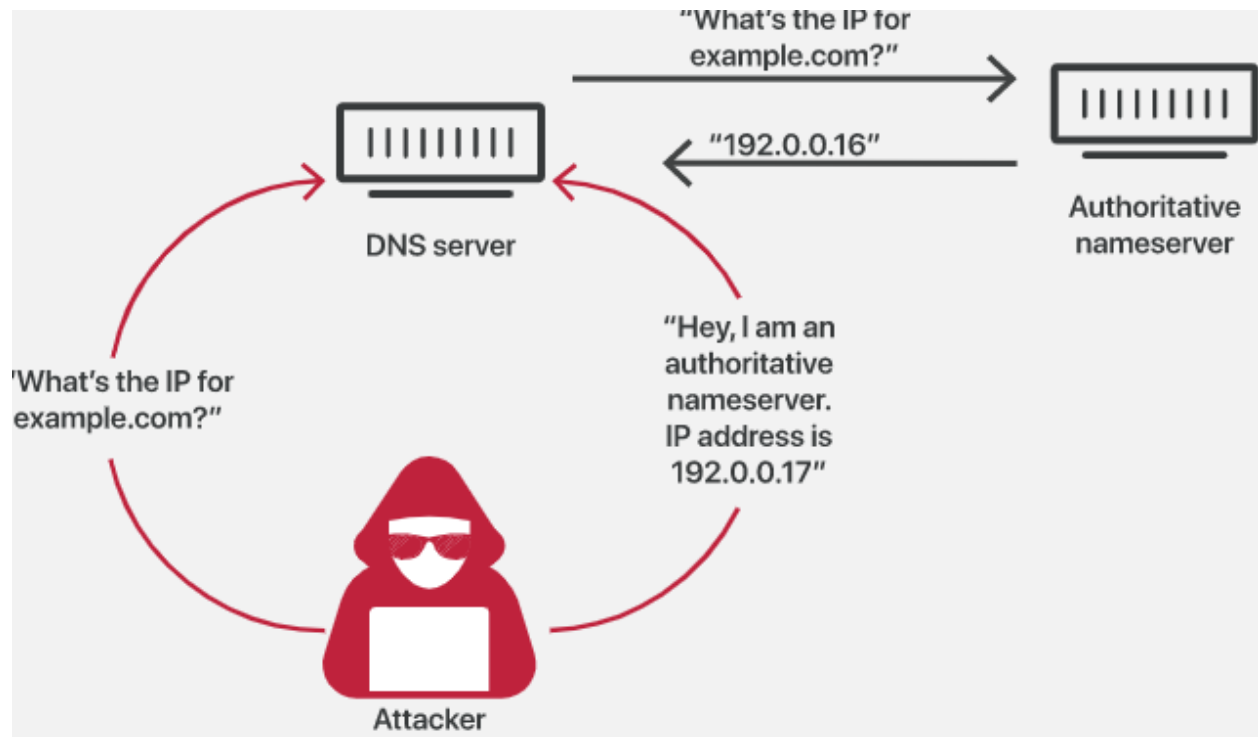 “What’s the IP for
example.com?”
“192.0.0.16”
Authoritative
nameserver
DNS server
“Hey, I am an
authoritative
nameserver.
IP address is
192.0.0.17”
“What’s the IP for
example.com?”
Attacker